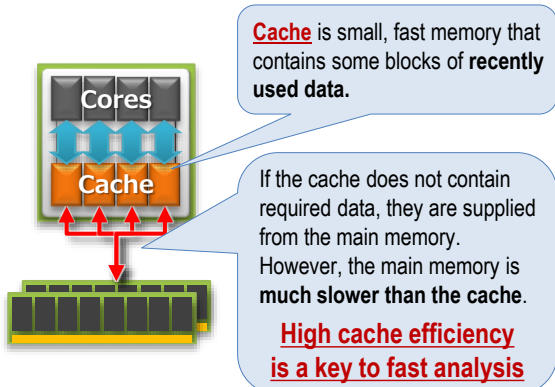 Cache is small, fast memory that
contains some blocks of recently
used data.
Cores
Cache
If the cache does not contain
required data, they are supplied
from the main memory.
However, the main memory is
much slower than the cache.
High cache efficiency
is a key to fast analysis